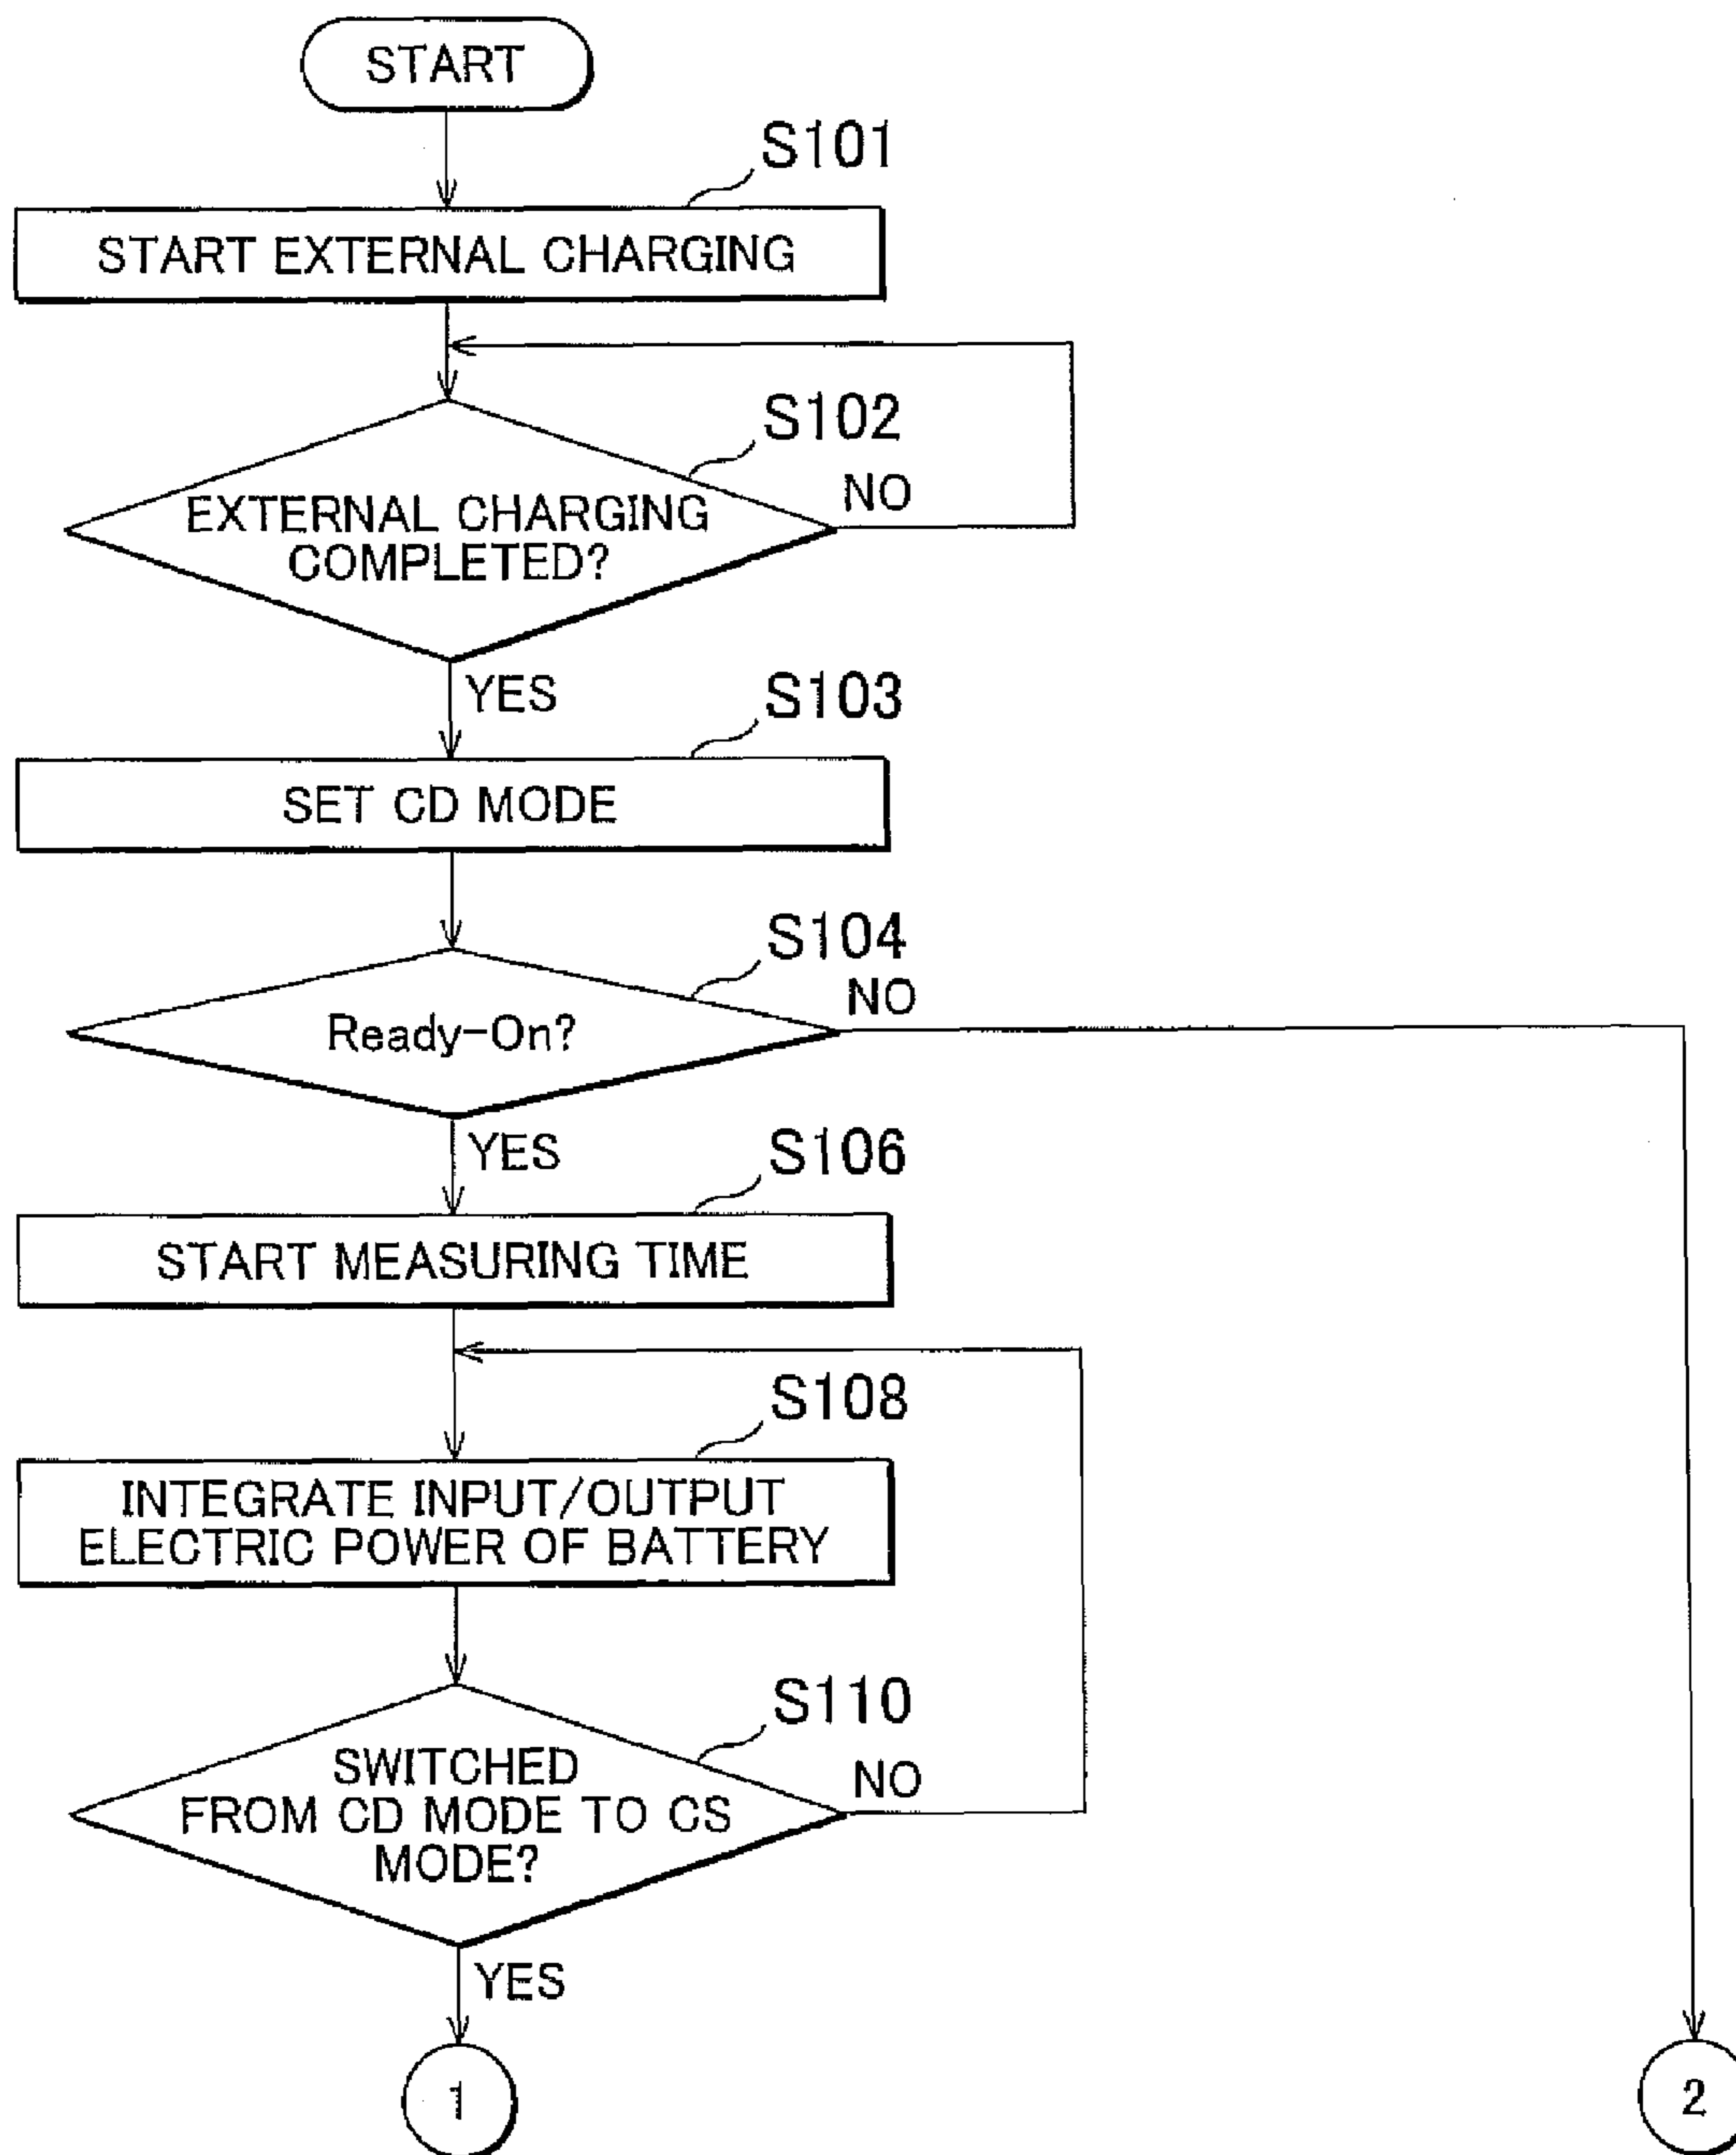 START
S101
START EXTERNAL CHARGING
S102
EXTERNAL CHARGING
COMPLETED?
NO
YES
S103
SET CD MODE
S104
Ready-On?
NO
YES
S106
START MEASURING TIME
S108
INTEGRATE INPUT/OUTPUT
ELECTRIC POWER OF BATTERY
S110
SWITCHED
FROM CD MODE TO CS
MODE?
NO
YES
1
2